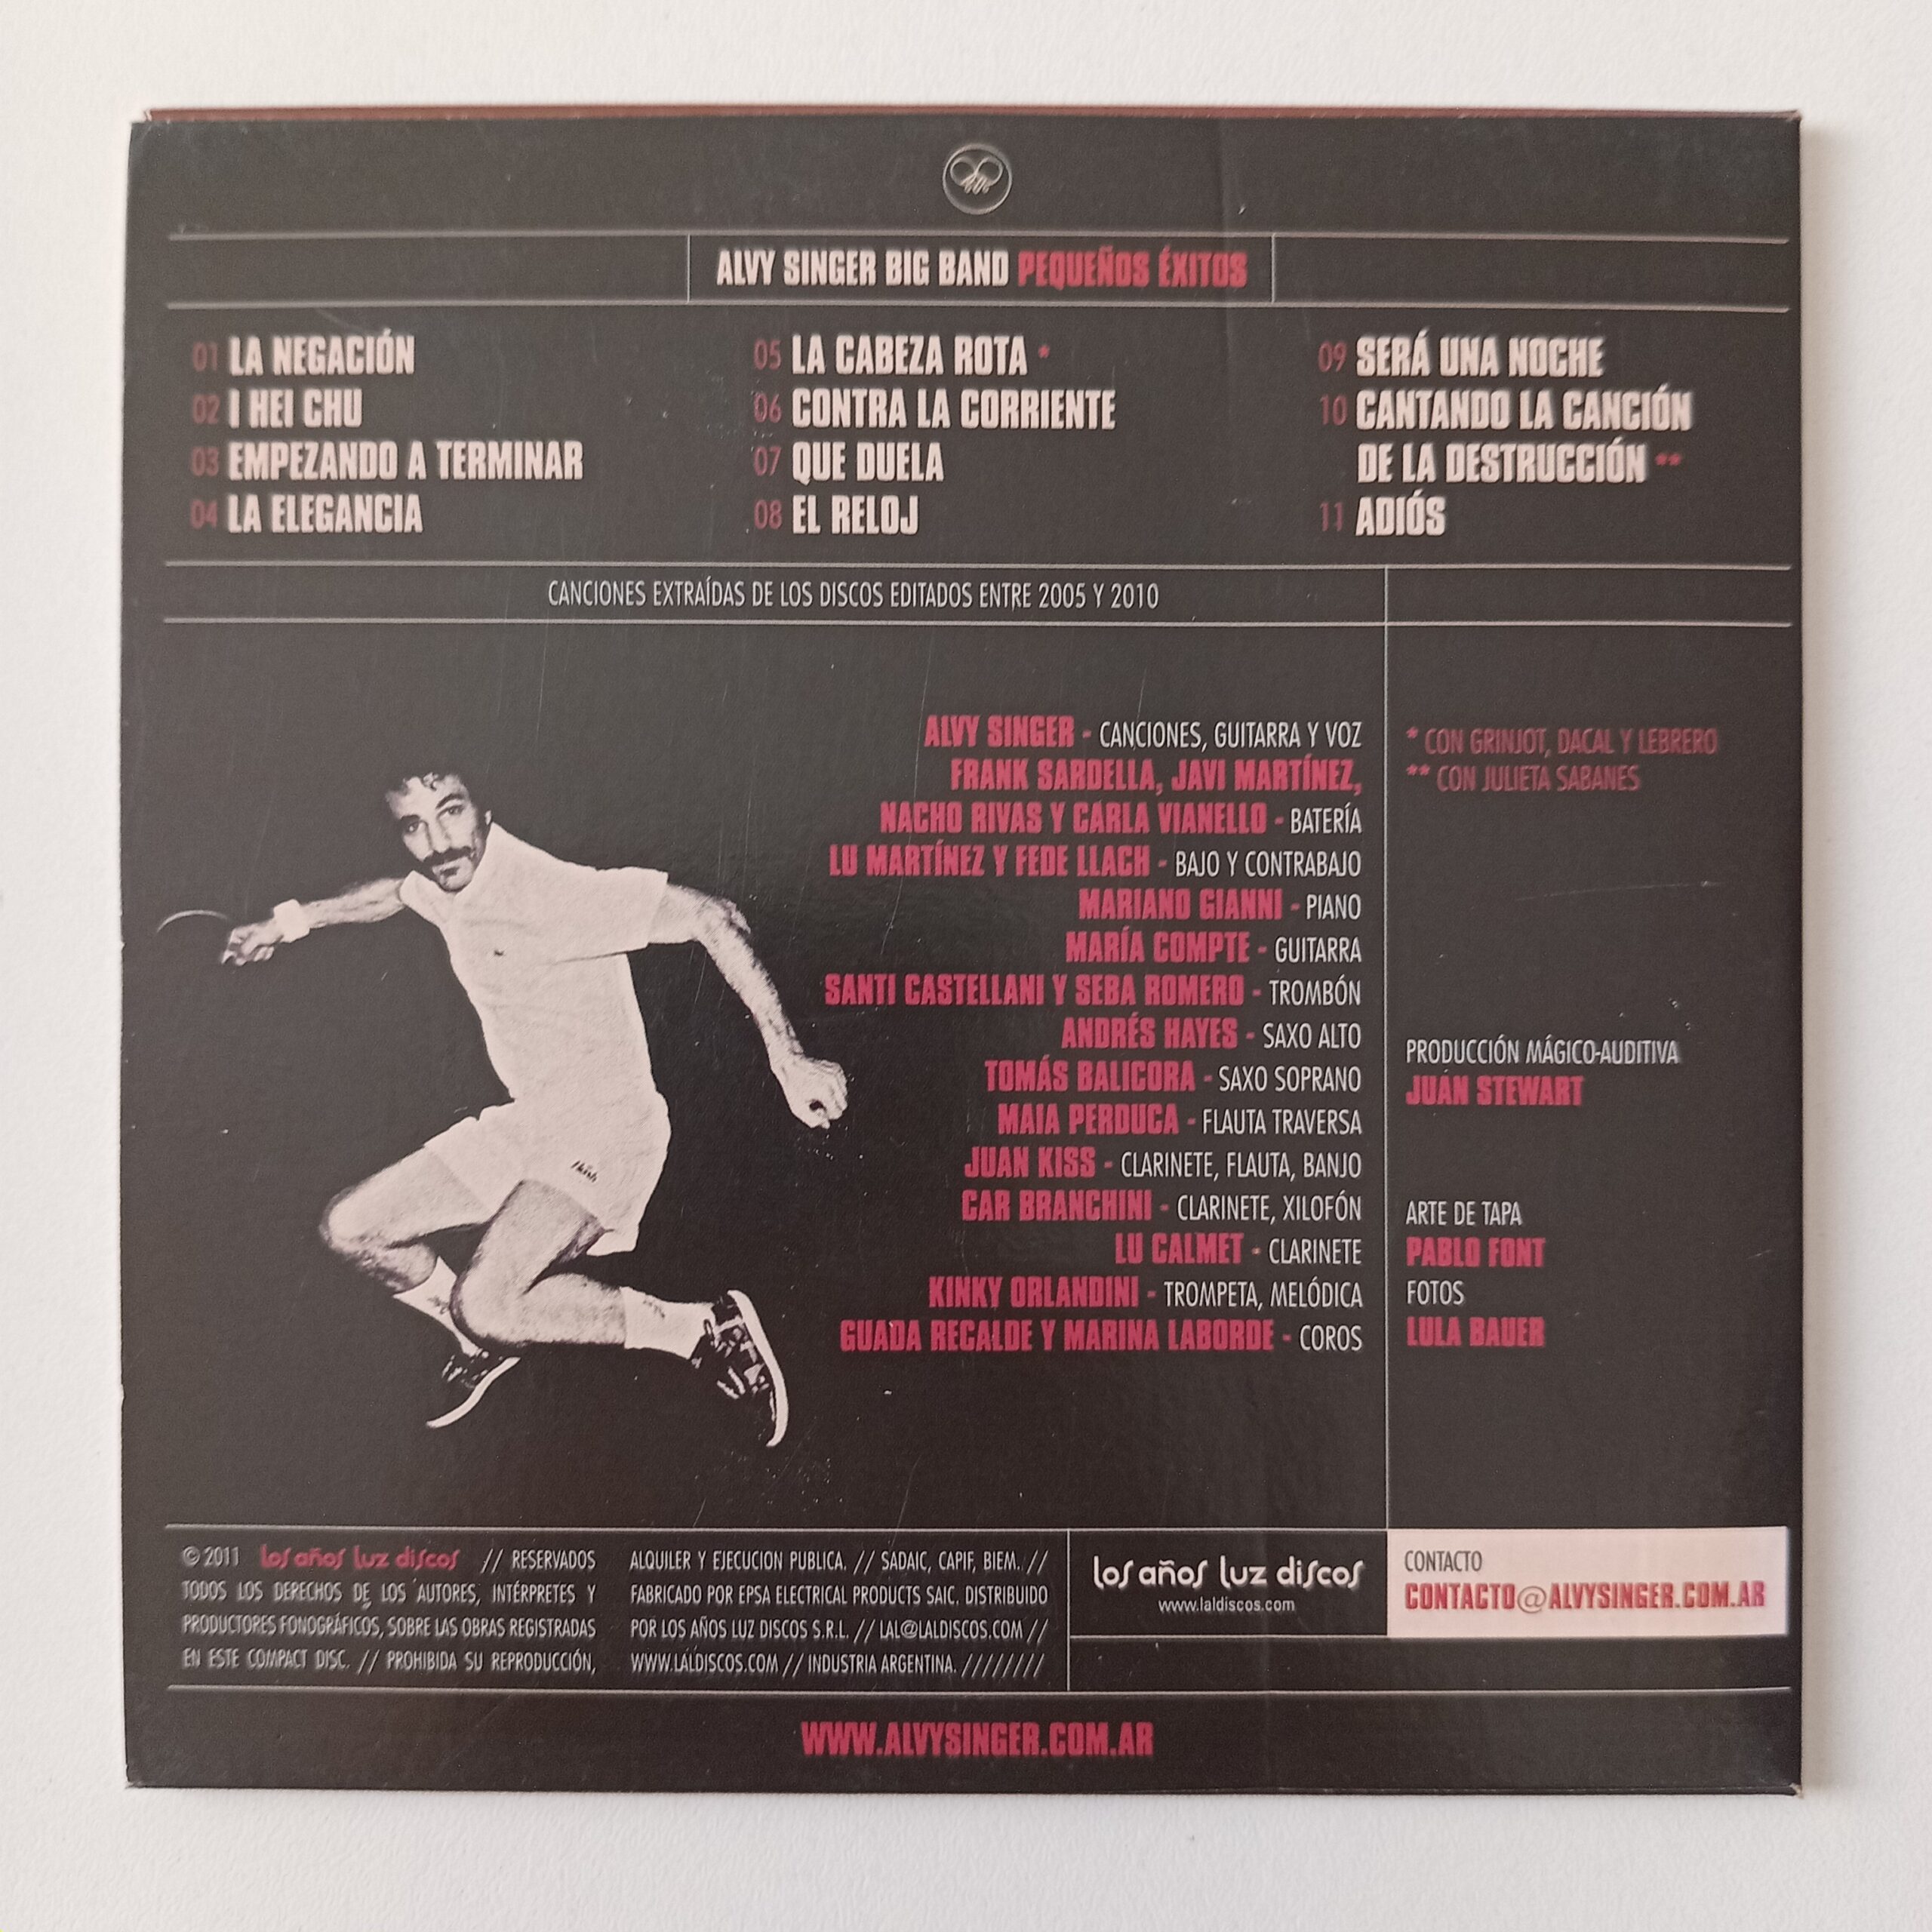 ALVY SINGER BIG BAND PEQUEÑOS ÉXITOS
01 LA NEGACIÓN
02 I HEI CHU
03 EMPEZANDO A TERMINAR
04 LA ELEGANCIA
05 LA CABEZA ROTA *
06 CONTRA LA CORRIENTE
07 QUE DUELA
08 EL RELOJ
09 SERÁ UNA NOCHE
10 CANTANDO LA CANCIÓN
DE LA DESTRUCCIÓN **
11 ADIÓS
CANCIONES EXTRAÍDAS DE LOS DISCOS EDITADOS ENTRE 2005 Y 2010
ALVY SINGER - CANCIONES, GUITARRA Y VOZ
FRANK SARDELLA, JAVI MARTÍNEZ,
NACHO RIVAS Y CARLA VIANELLO - BATERÍA
LU MARTÍNEZ Y FEDE LLACH - BAJO Y CONTRABAJO
MARIANO GIANNI - PIANO
MARÍA COMPTE - GUITARRA
SANTI CASTELLANI Y SEBA ROMERO - TROMBÓN
ANDRÉS HAYES - SAXO ALTO
TOMÁS BALICORA - SAXO SOPRANO
MAIA PERDUCA - FLAUTA TRAVERSA
JUAN KISS - CLARINETE, FLAUTA, BANJO
CAR BRANCHINI - CLARINETE, XILOFÓN
LU CALMET - CLARINETE
KINKY ORLANDINI - TROMPETA, MELÓDICA
GUADA RECALDE Y MARINA LABORDE - COROS
* CON GRINJOT, DACAL Y LEBRERO
** CON JULIETA SABANES
PRODUCCIÓN MÁGICO-AUDITIVA
JUAN STEWART
ARTE DE TAPA
PABLO FONT
FOTOS
LULA BAUER
© 2011 los años luz discos // RESERVADOS
TODOS LOS DERECHOS DE LOS AUTORES, INTÉRPRETES Y
PRODUCTORES FONOGRÁFICOS, SOBRE LAS OBRAS REGISTRADAS
EN ESTE COMPACT DISC. // PROHIBIDA SU REPRODUCCIÓN,
ALQUILER Y EJECUCION PUBLICA. // SADAIC, CAPIF, BIEM. //
FABRICADO POR EPSA ELECTRICAL PRODUCTS SAIC. DISTRIBUIDO
POR LOS AÑOS LUZ DISCOS S.R.L. // LAL@LALDISCOS.COM //
WWW.LALDISCOS.COM // INDUSTRIA ARGENTINA. ////////
los años luz discos
www.laldiscos.com
CONTACTO
CONTACTO@ALVYSINGER.COM.AR
WWW.ALVYSINGER.COM.AR